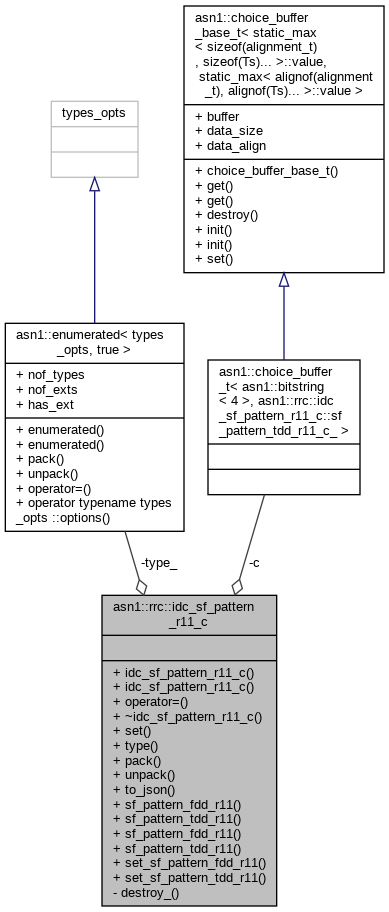 asn1::choice_buffer
_base_t< static_max
< sizeof(alignment_t)
, sizeof(Ts)... >::value,
static_max< alignof(alignment
_t), alignof(Ts)... >::value >
+ buffer
+ data_size
+ data_align
+ choice_buffer_base_t()
+ get()
+ get()
+ destroy()
+ init()
+ init()
+ set()
types_opts
asn1::enumerated< types
_opts, true >
+ nof_types
+ nof_exts
+ has_ext
+ enumerated()
+ enumerated()
+ pack()
+ unpack()
+ operator=()
+ operator typename types
_opts ::options()
asn1::choice_buffer
_t< asn1::bitstring
< 4 >, asn1::rrc::idc
_sf_pattern_r11_c::sf
_pattern_tdd_r11_c_ >
-type_
-c
asn1::rrc::idc_sf_pattern
_r11_c
+ idc_sf_pattern_r11_c()
+ idc_sf_pattern_r11_c()
+ operator=()
+ ~idc_sf_pattern_r11_c()
+ set()
+ type()
+ pack()
+ unpack()
+ to_json()
+ sf_pattern_fdd_r11()
+ sf_pattern_tdd_r11()
+ sf_pattern_fdd_r11()
+ sf_pattern_tdd_r11()
+ set_sf_pattern_fdd_r11()
+ set_sf_pattern_tdd_r11()
- destroy_()